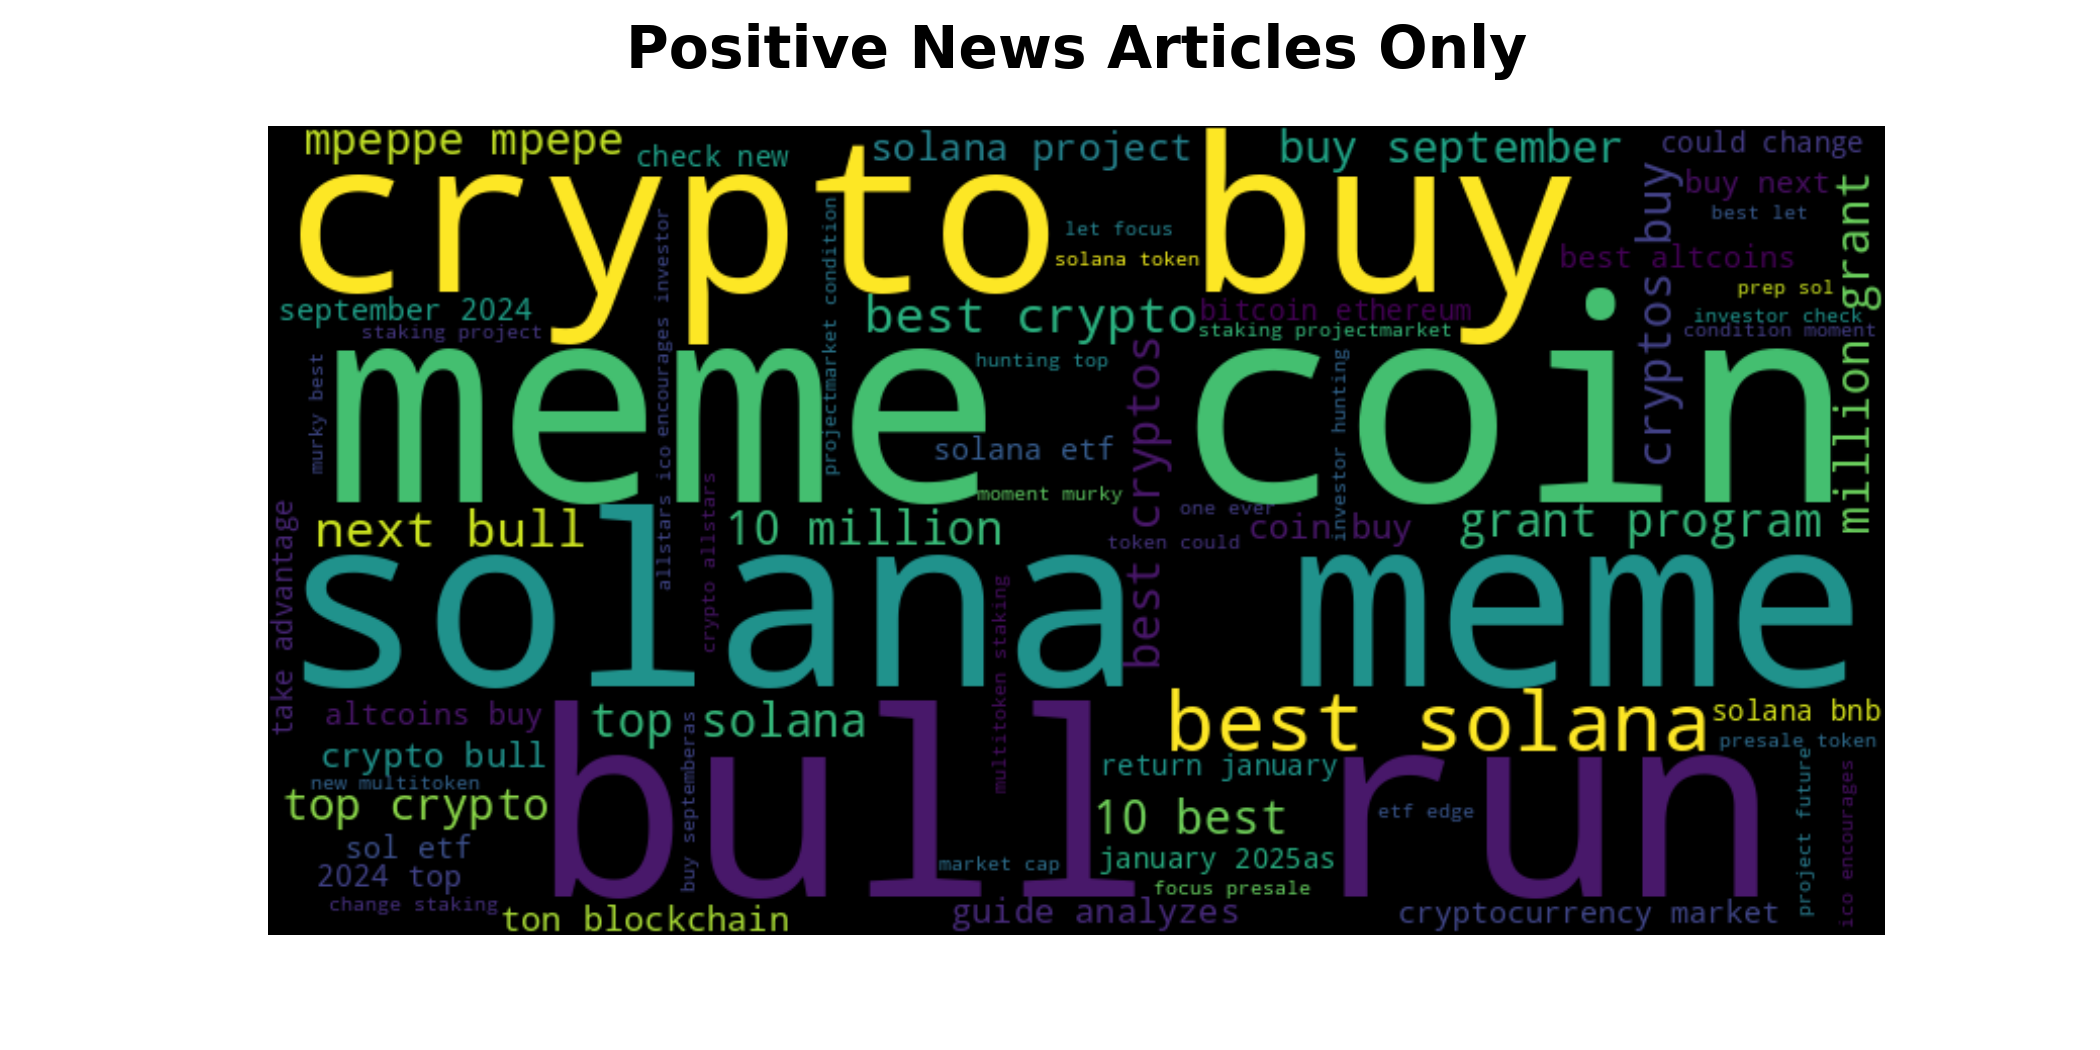 Positive News Articles Only
mpeppe mpepe
check new
solana project
buy september
could change
crypto buy
buy next
best let
let focus
solana token
best altcoins
cryptos buy
million grant
prep sol
september 2024
staking project
best crypto
bitcoin ethereum
staking projectmarket
investor check
condition moment
allstars ico encourages investor
projectmarket condition
murky best
meme coin
hunting top
best cryptos
investor hunting
solana etf
moment murky
next bull
10 million
one ever
coin buy
grant program
token could
take advantage
crypto allstars
solana meme
multitoken staking
altcoins buy
top solana
best solana
solana bnb
presale token
crypto bull
new multitoken
bull run
return january
top crypto
buy septemberas
10 best
etf edge
project future
ico encourages
sol etf
january 2025as
2024 top
market cap
focus presale
change staking
ton blockchain
guide analyzes
cryptocurrency market